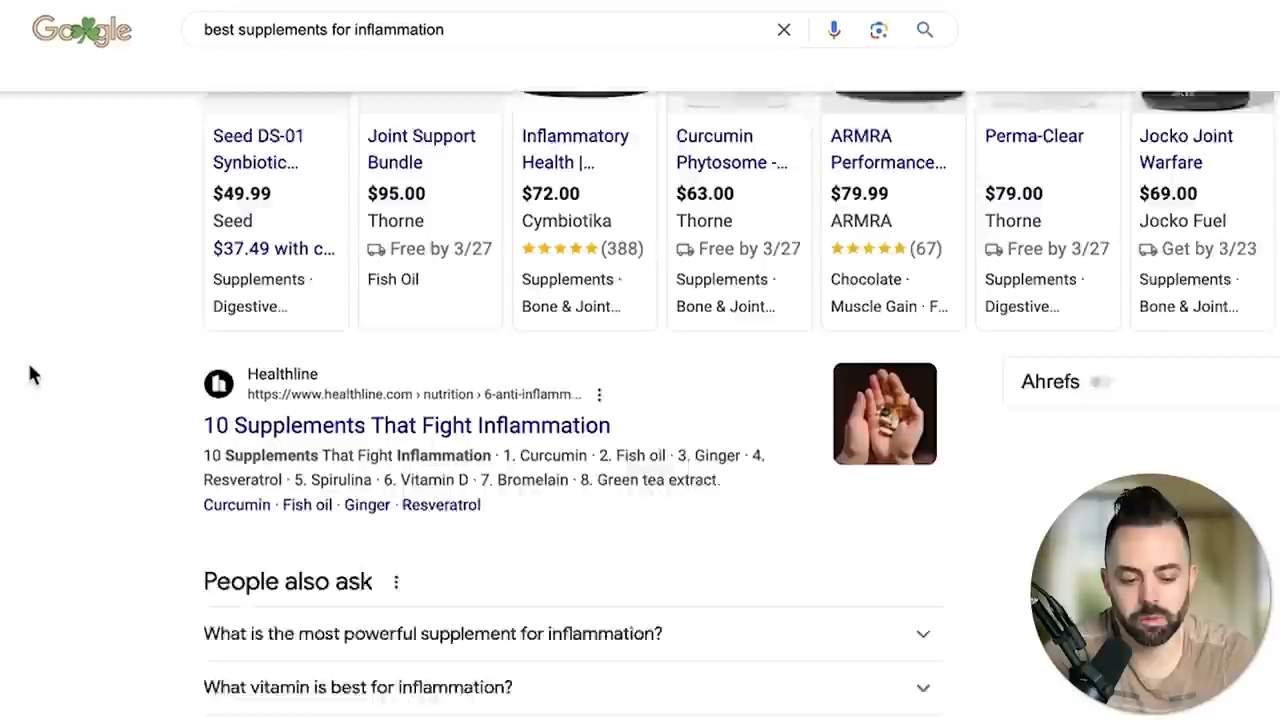 Google
best supplements for inflammation
Seed DS-01
Synbiotic...
$49.99
Seed
$37.49 with c...
Supplements ·
Digestive...
Joint Support
Bundle
$95.00
Thorne
Free by 3/27
Fish Oil
Inflammatory
Health |...
$72.00
Cymbiotika
(388)
Supplements ·
Bone & Joint...
Curcumin
Phytosome -...
$63.00
Thorne
Free by 3/27
Supplements ·
Bone & Joint...
ARMRA
Performance...
$79.99
ARMRA
(67)
Chocolate ·
Muscle Gain · F...
Perma-Clear
$79.00
Thorne
Free by 3/27
Supplements ·
Digestive...
Jocko Joint
Warfare
$69.00
Jocko Fuel
Get by 3/23
Supplements ·
Bone & Joint...
Healthline
https://www.healthline.com › nutrition › 6-anti-inflamm...
10 Supplements That Fight Inflammation
10 Supplements That Fight Inflammation · 1. Curcumin · 2. Fish oil · 3. Ginger · 4.
Resveratrol · 5. Spirulina · 6. Vitamin D · 7. Bromelain · 8. Green tea extract.
Curcumin · Fish oil · Ginger · Resveratrol
Ahrefs
People also ask
What is the most powerful supplement for inflammation?
What vitamin is best for inflammation?